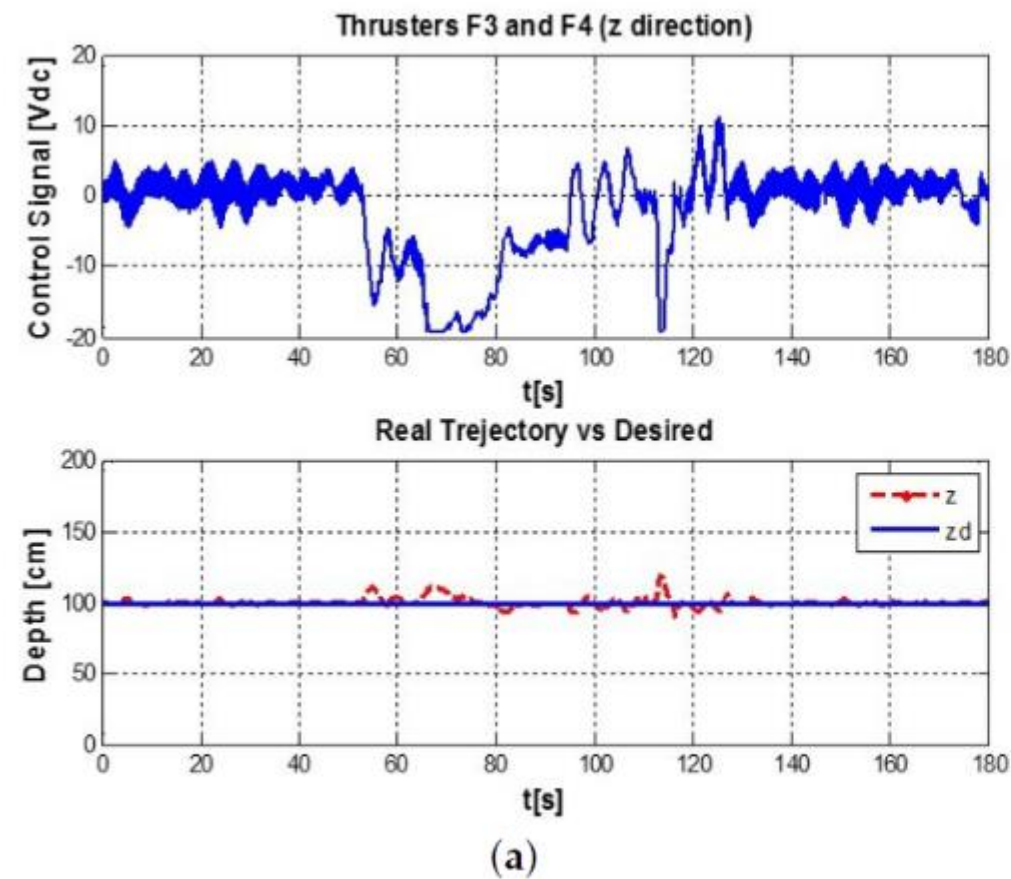 Thrusters F3 and F4 (z direction)
Control Signal [Vdc]
20
10
0
-10
-20
0 20 40 60 80 100 120 140 160 180
t[s]
Real Trejectory vs Desired
Depth [cm]
200
150
100
50
0
z
zd
0 20 40 60 80 100 120 140 160 180
t[s]
(a)